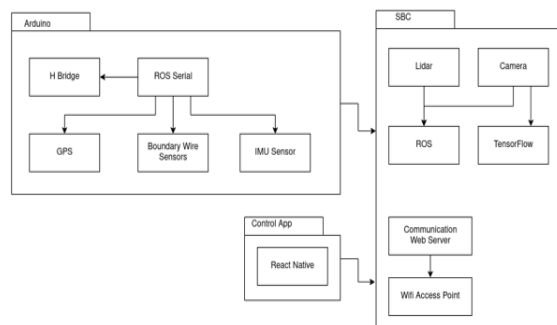 Arduino
H Bridge
ROS Serial
GPS
Boundary Wire
Sensors
IMU Sensor
SBC
Lidar
Camera
ROS
TensorFlow
Control App
React Native
Communication
Web Server
Wifi Access Point